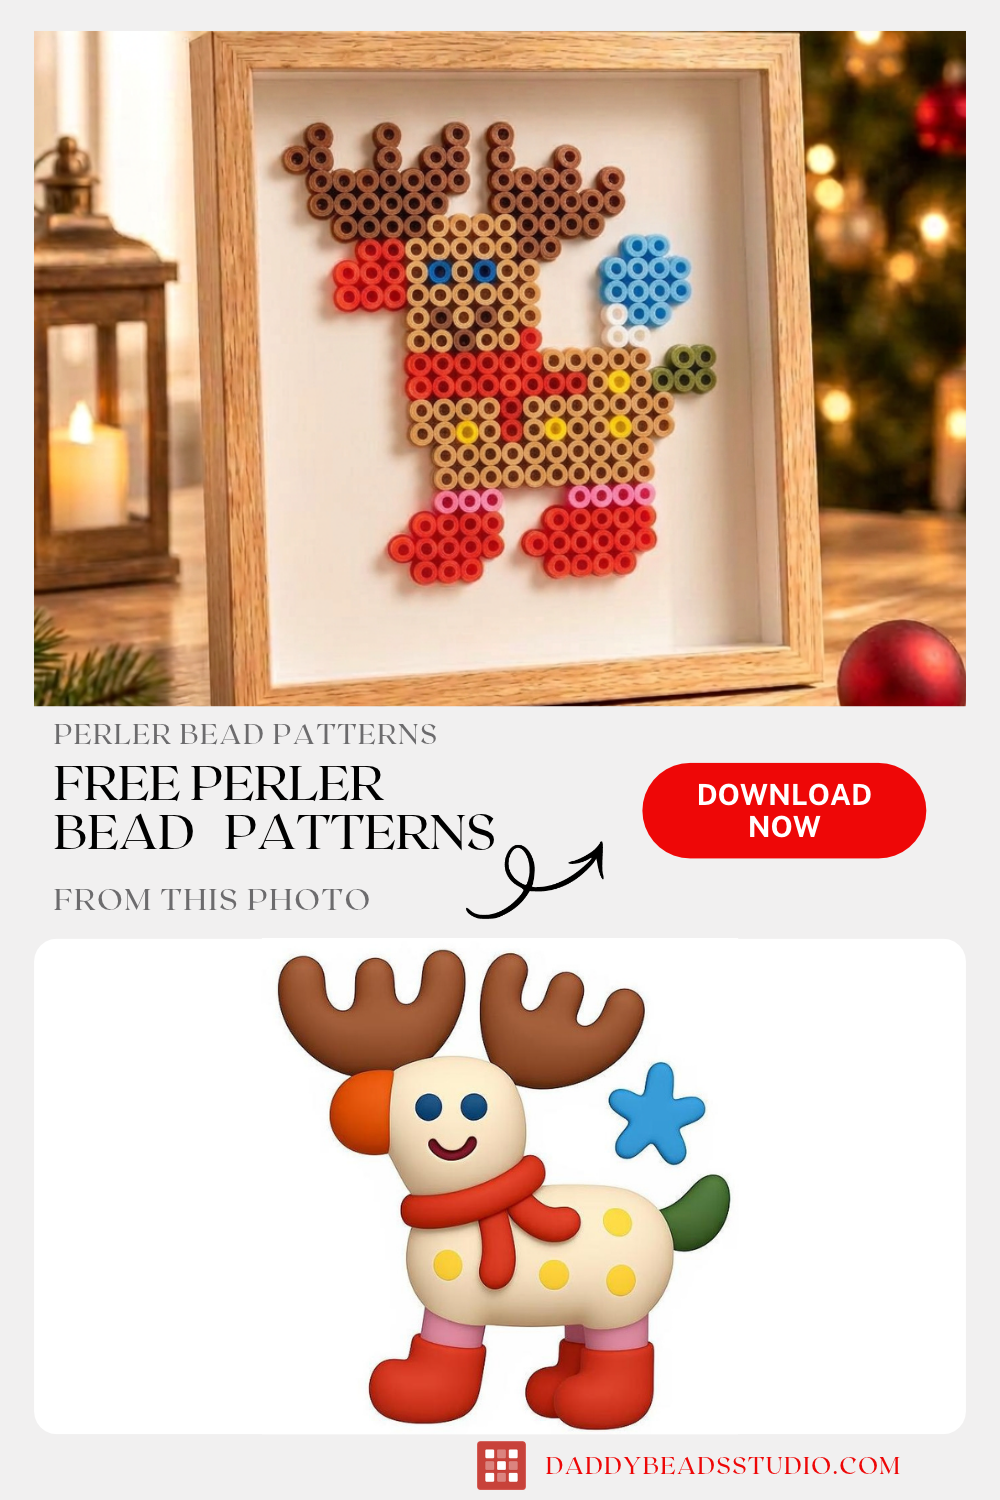 PERLER BEAD PATTERNS
FREE PERLER
BEAD PATTERNS
DOWNLOAD
NOW
FROM THIS PHOTO
DADDYBEADSSTUDIO.COM